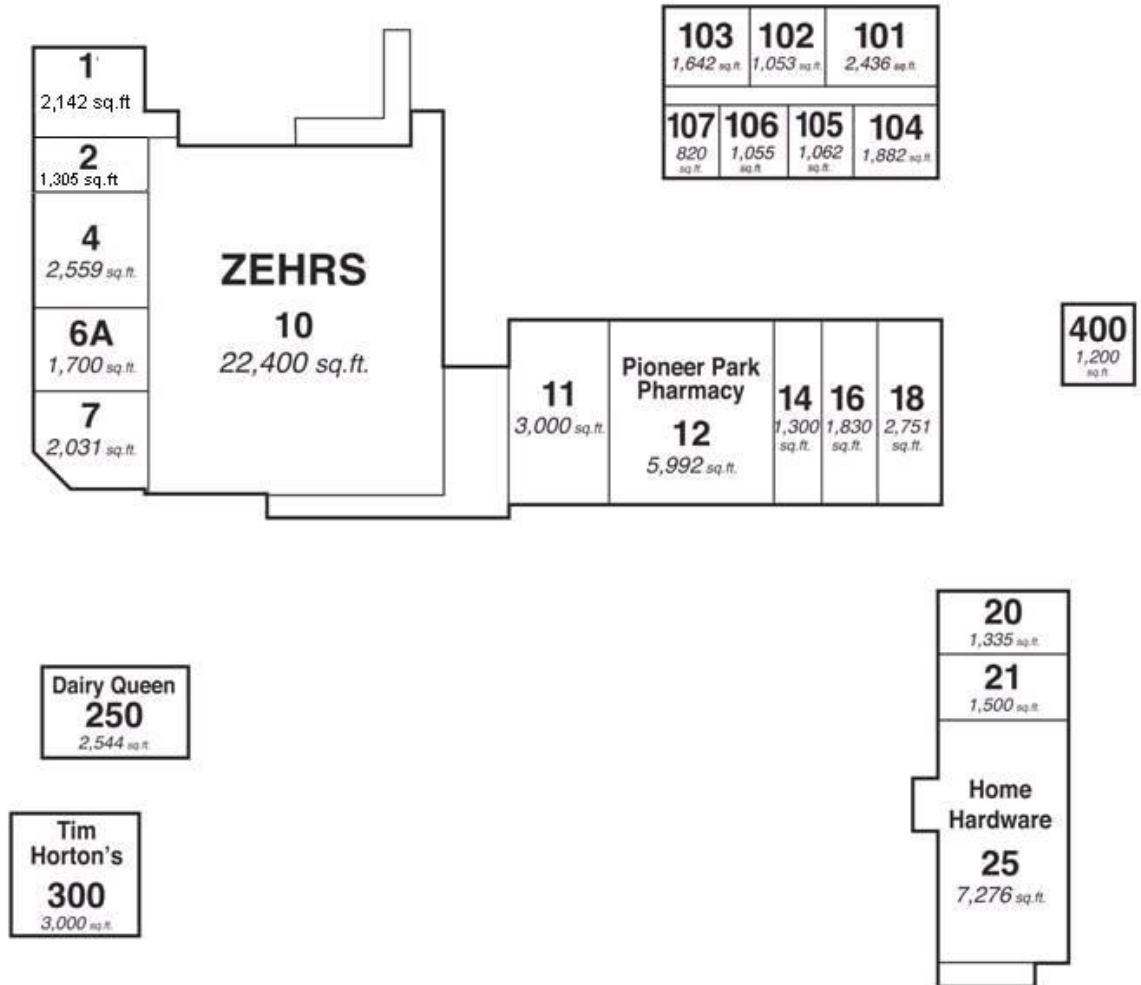 1
2,142 sq.ft
2
1,305 sq.ft
4
2,559 sq.ft.
6A
1,700 sq.ft.
7
2,031 sq.ft.
ZEHRS
10
22,400 sq.ft.
103
1,642 sq.ft.
102
1,053 sq.ft.
101
2,436 sq.ft.
107
820
sq.ft.
106
1,055
sq.ft.
105
1,062
sq.ft.
104
1,882 sq.ft.
11
3,000 sq.ft.
Pioneer Park
Pharmacy
12
5,992 sq.ft.
14
1,300
sq.ft.
16
1,830
sq.ft.
18
2,751
sq.ft.
400
1,200
sq.ft
20
1,335 sq.ft.
21
1,500 sq.ft.
Home
Hardware
25
7,276 sq.ft.
Dairy Queen
250
2,544 sq.ft.
Tim
Horton's
300
3,000 sq.ft.